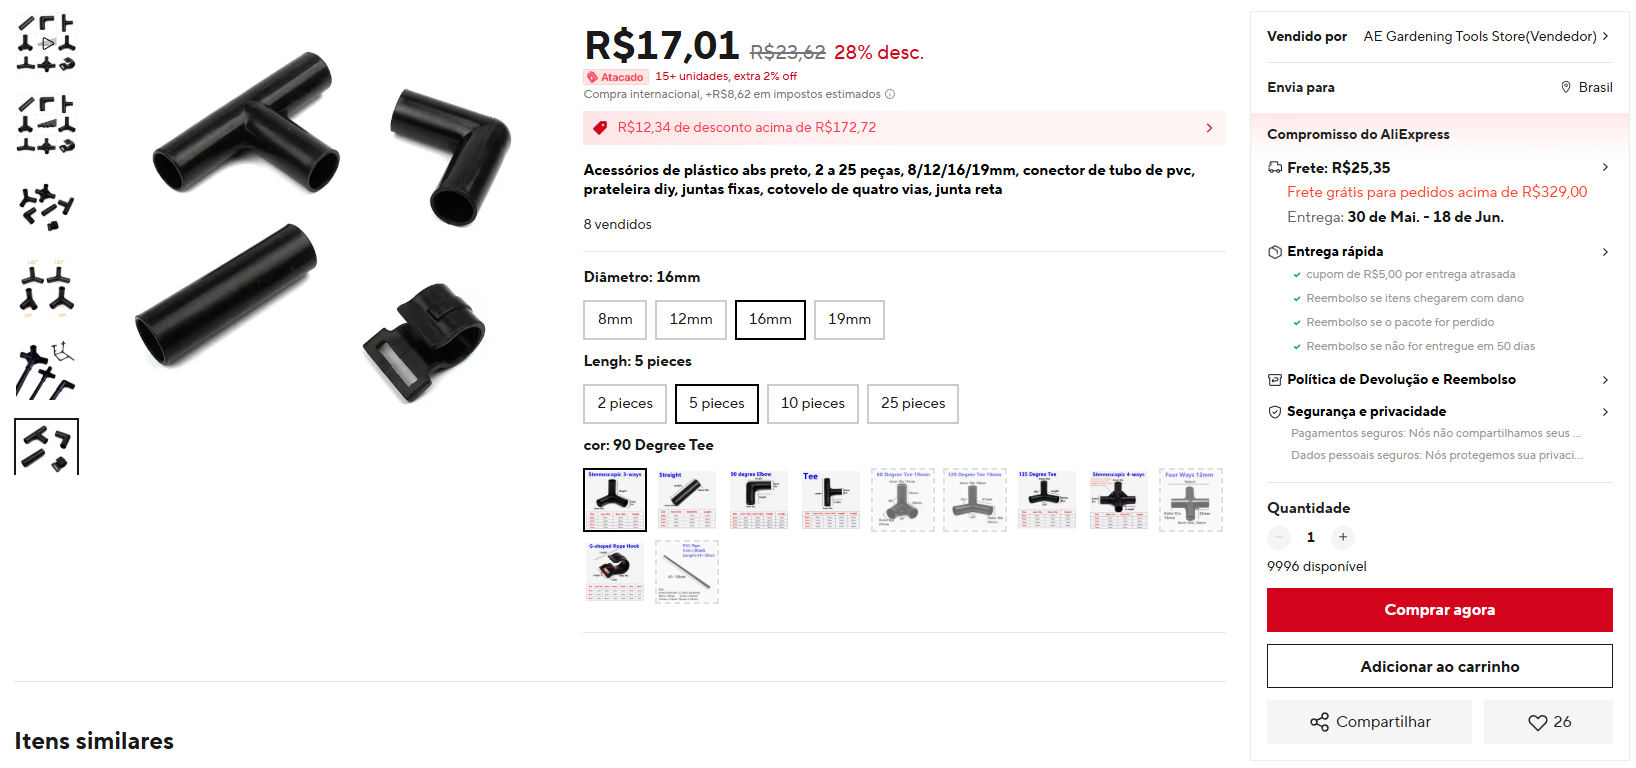 R$17,01 R$23,62 28% desc.
Atacado 15+ unidades, extra 2% off
Compra internacional, +R$8,62 em impostos estimados
R$12,34 de desconto acima de R$172,72
Acessórios de plástico abs preto, 2 a 25 peças, 8/12/16/19mm, conector de tubo de pvc,
prateleira diy, juntas fixas, cotovelo de quatro vias, junta reta
8 vendidos
Diâmetro: 16mm
8mm 12mm 16mm 19mm
Lengh: 5 pieces
2 pieces 5 pieces 10 pieces 25 pieces
cor: 90 Degree Tee
Stereoscopic 3-ways Straight 90 degree Elbow Tee 60 Degree Tee 19mm 120 Degree Tee 19mm 135 Degree Tee Stereoscopic 4-ways Four Ways 12mm
G-shaped Rope Hook PVC Pipe
Itens similares
Vendido por AE Gardening Tools Store(Vendedor)
Envia para Brasil
Compromisso do AliExpress
Frete: R$25,35
Frete grátis para pedidos acima de R$329,00
Entrega: 30 de Mai. - 18 de Jun.
Entrega rápida
cupom de R$5,00 por entrega atrasada
Reembolso se itens chegarem com dano
Reembolso se o pacote for perdido
Reembolso se não for entregue em 50 dias
Política de Devolução e Reembolso
Segurança e privacidade
Pagamentos seguros: Nós não compartilhamos seus ...
Dados pessoais seguros: Nós protegemos sua privaci...
Quantidade
1
9996 disponível
Comprar agora
Adicionar ao carrinho
Compartilhar 26